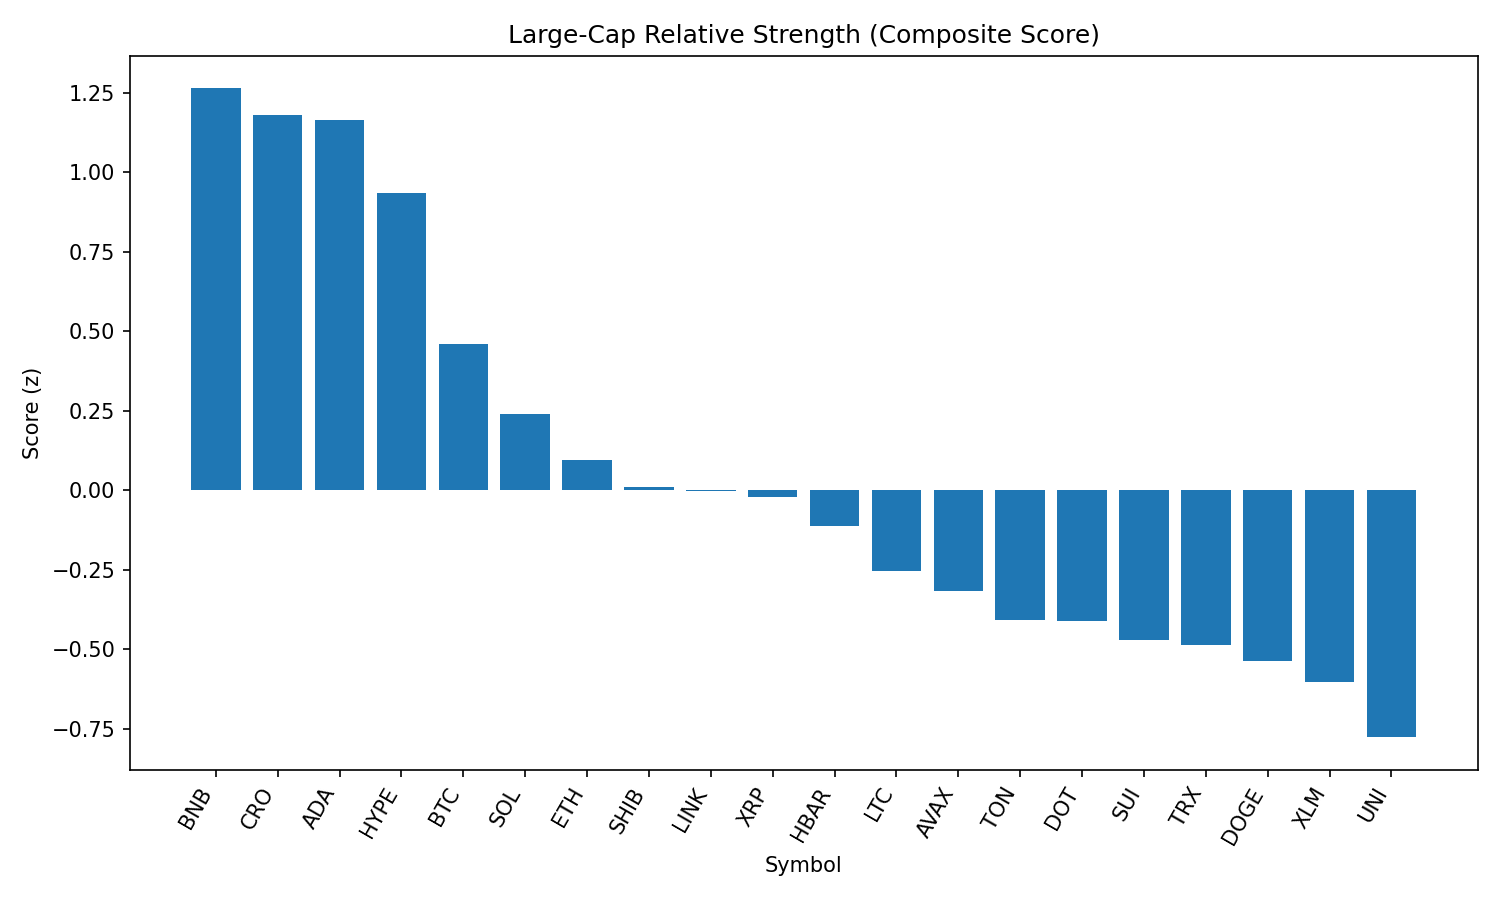 Large-Cap Relative Strength (Composite Score)
1.25
1.00
0.75
0.50
0.25
0.00
−0.25
−0.50
−0.75
Score (z)
BNB
CRO
ADA
HYPE
BTC
SOL
ETH
SHIB
LINK
XRP
HBAR
LTC
AVAX
TON
DOT
SUI
TRX
DOGE
XLM
UNI
Symbol